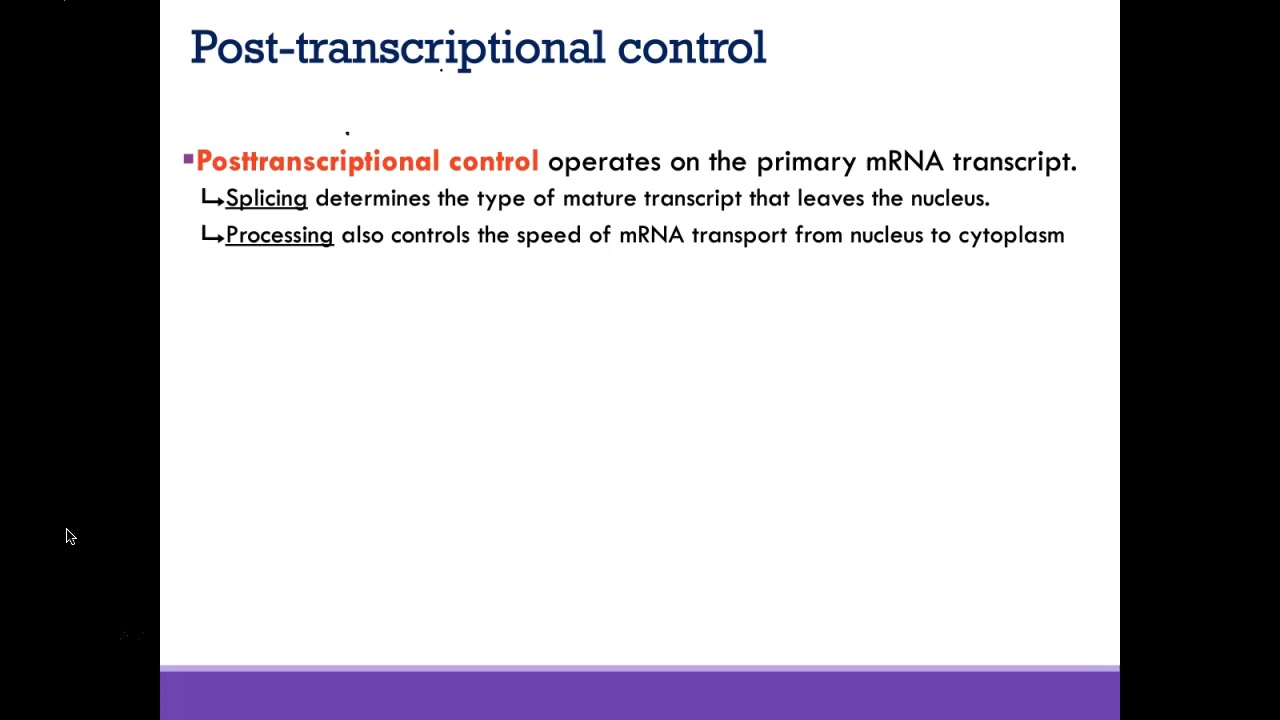 Post-transcriptional control
▪Posttranscriptional control operates on the primary mRNA transcript.
↳Splicing determines the type of mature transcript that leaves the nucleus.
↳Processing also controls the speed of mRNA transport from nucleus to cytoplasm